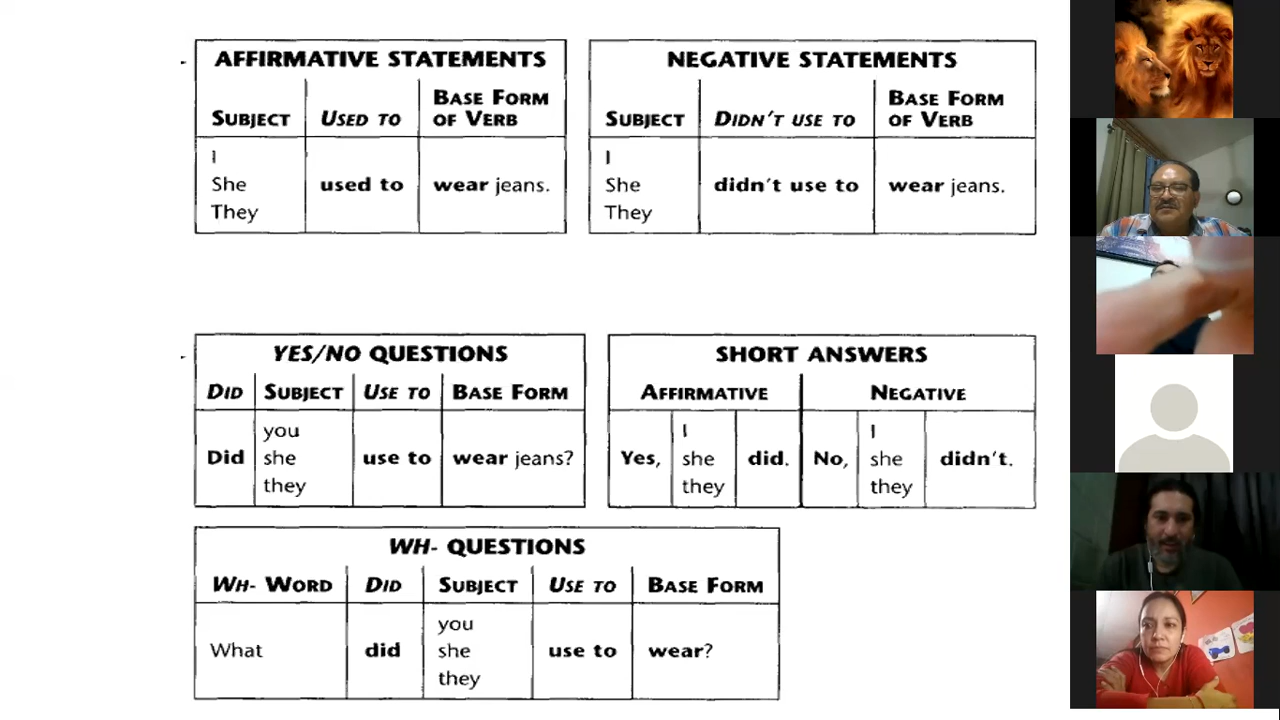 AFFIRMATIVE STATEMENTS
SUBJECT USED TO BASE FORM OF VERB
I
She used to wear jeans.
They
NEGATIVE STATEMENTS
SUBJECT DIDN'T USE TO BASE FORM OF VERB
I
She didn't use to wear jeans.
They
YES/NO QUESTIONS
DID SUBJECT USE TO BASE FORM
you
Did she use to wear jeans?
they
SHORT ANSWERS
AFFIRMATIVE NEGATIVE
I I
Yes, she did. No, she didn't.
they they
WH- QUESTIONS
WH- WORD DID SUBJECT USE TO BASE FORM
you
What did she use to wear?
they